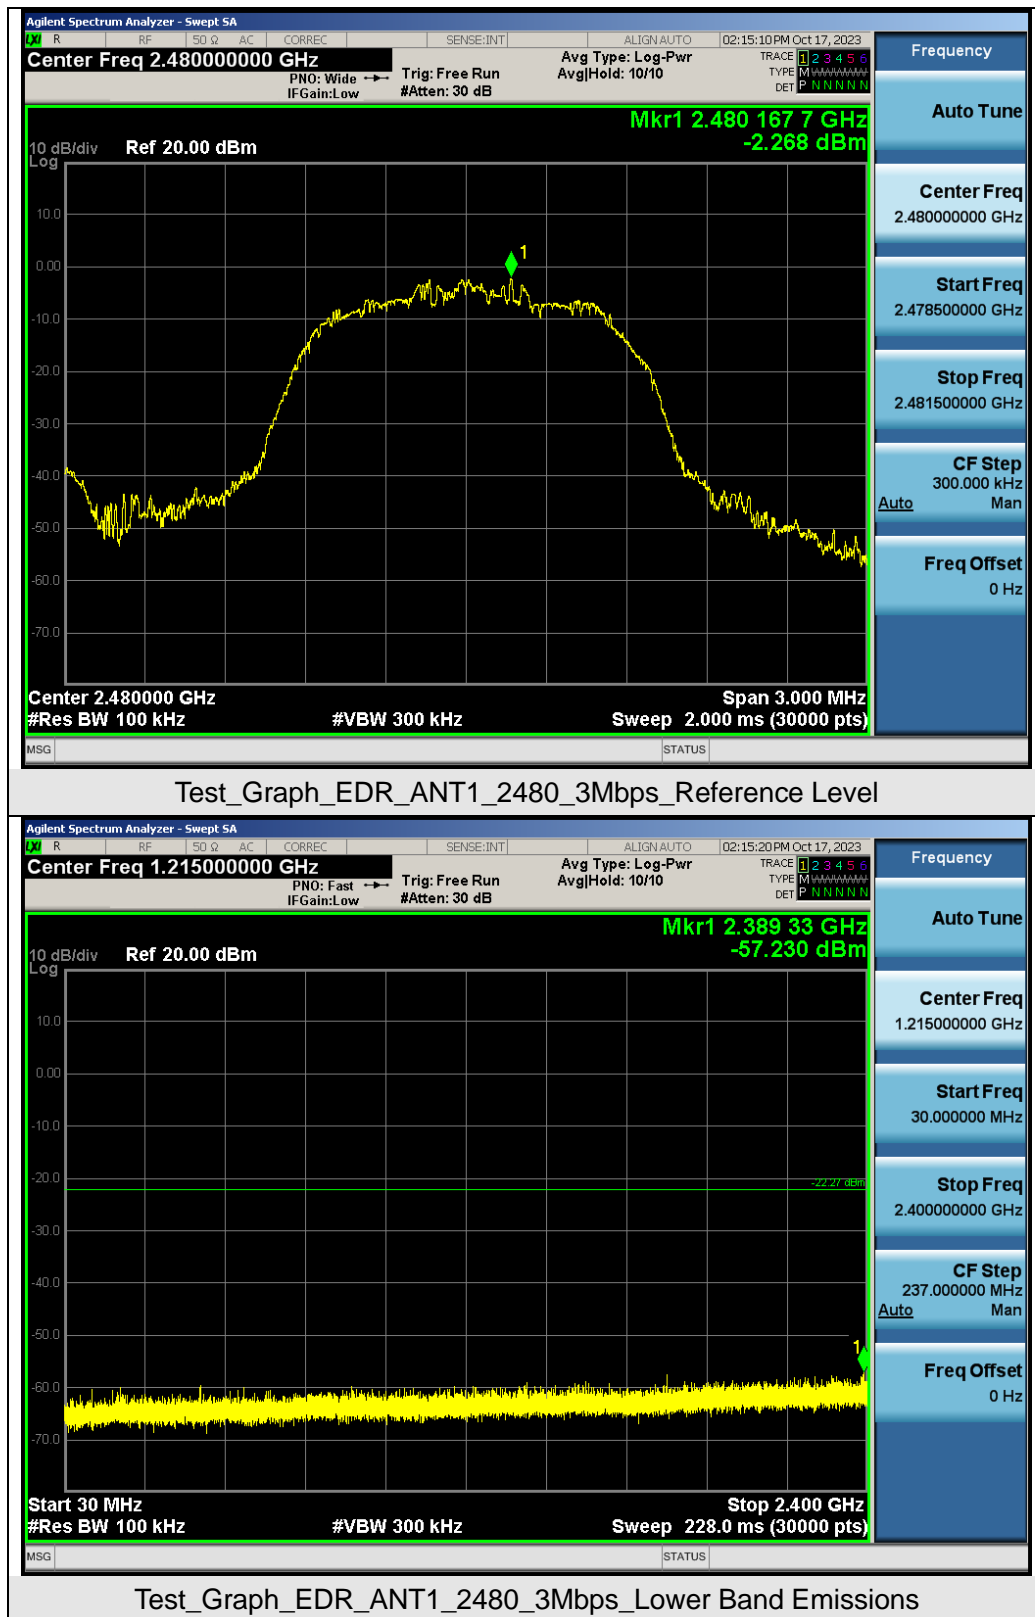 Agilent Spectrum Analyzer - Swept SA
LXI R RF 50 Ω AC CORREC SENSE:INT ALIGN AUTO 02:15:10 PM Oct 17, 2023
Center Freq 2.480000000 GHz
PNO: Wide
IFGain:Low
Trig: Free Run
#Atten: 30 dB
Avg Type: Log-Pwr
Avg|Hold: 10/10
TRACE 1 2 3 4 5 6
TYPE M
DET P N N N N N
Mkr1 2.480 167 7 GHz
-2.268 dBm
10 dB/div Ref 20.00 dBm
Log
10.0
0.00
-10.0
-20.0
-30.0
-40.0
-50.0
-60.0
-70.0
1
Center 2.480000 GHz Span 3.000 MHz
#Res BW 100 kHz #VBW 300 kHz Sweep 2.000 ms (30000 pts)
MSG STATUS
Frequency
Auto Tune
Center Freq
2.480000000 GHz
Start Freq
2.478500000 GHz
Stop Freq
2.481500000 GHz
CF Step
300.000 kHz
Auto Man
Freq Offset
0 Hz
Test_Graph_EDR_ANT1_2480_3Mbps_Reference Level
Agilent Spectrum Analyzer - Swept SA
LXI R RF 50 Ω AC CORREC SENSE:INT ALIGN AUTO 02:15:20 PM Oct 17, 2023
Center Freq 1.215000000 GHz
PNO: Fast
IFGain:Low
Trig: Free Run
#Atten: 30 dB
Avg Type: Log-Pwr
Avg|Hold: 10/10
TRACE 1 2 3 4 5 6
TYPE M
DET P N N N N N
Mkr1 2.389 33 GHz
-57.230 dBm
10 dB/div Ref 20.00 dBm
Log
10.0
0.00
-10.0
-20.0
-30.0
-40.0
-50.0
-60.0
-70.0
-22.27 dBm
1
Start 30 MHz Stop 2.400 GHz
#Res BW 100 kHz #VBW 300 kHz Sweep 228.0 ms (30000 pts)
MSG STATUS
Frequency
Auto Tune
Center Freq
1.215000000 GHz
Start Freq
30.000000 MHz
Stop Freq
2.400000000 GHz
CF Step
237.000000 MHz
Auto Man
Freq Offset
0 Hz
Test_Graph_EDR_ANT1_2480_3Mbps_Lower Band Emissions